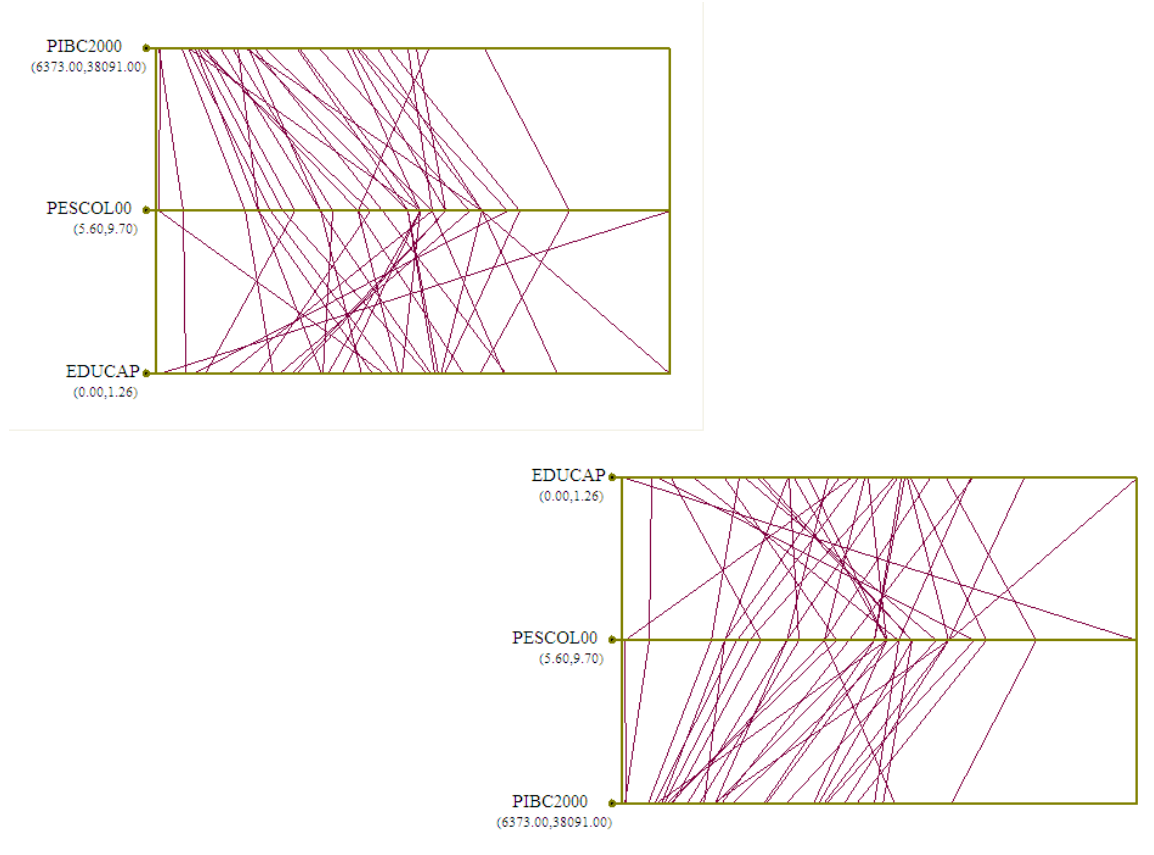 PIBC2000
(6373.00,38091.00)
PESCOL00
(5.60,9.70)
EDUCAP
(0.00,1.26)
EDUCAP
(0.00,1.26)
PESCOL00
(5.60,9.70)
PIBC2000
(6373.00,38091.00)